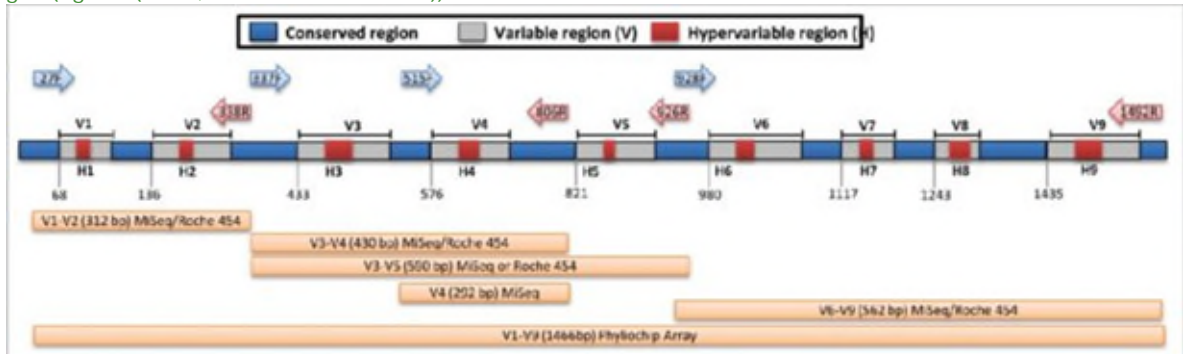 Conserved region Variable region (V) Hypervariable region (H)
27F 337F 515F 928F
338R 806R 926R 1492R
V1 V2 V3 V4 V5 V6 V7 V8 V9
H1 H2 H3 H4 H5 H6 H7 H8 H9
68 136 433 576 821 980 1117 1243 1435
V1-V2 (312 bp) MiSeq/Roche 454
V3-V4 (430 bp) MiSeq/Roche 454
V3-V5 (590 bp) MiSeq or Roche 454
V4 (292 bp) MiSeq
V6-V9 (562 bp) MiSeq/Roche 454
V1-V9 (1466bp) Phyliochip Array